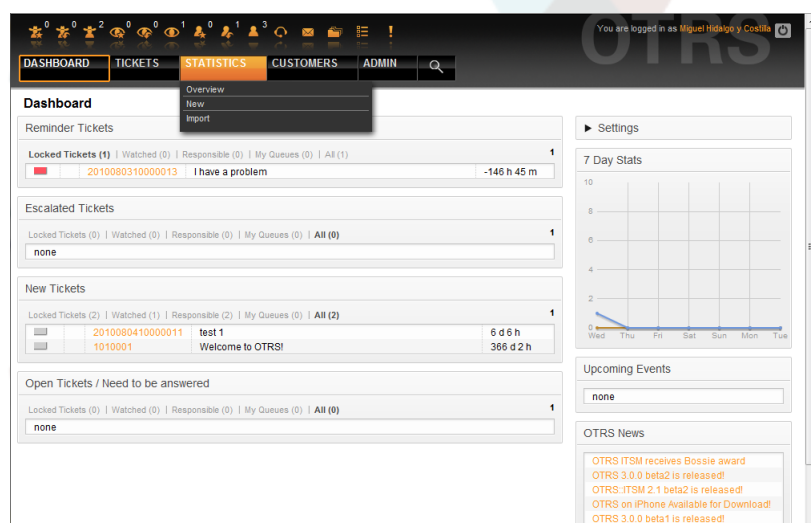 0 0 2 0 0 1 0 1 3
You are logged in as Miguel Hidalgo y Costilla
OTRS
DASHBOARD TICKETS STATISTICS CUSTOMERS ADMIN
Overview
New
Import
Dashboard
Reminder Tickets
Locked Tickets (1) | Watched (0) | Responsible (0) | My Queues (0) | All (1) 1
2010080310000013 I have a problem -146 h 45 m
Escalated Tickets
Locked Tickets (0) | Watched (0) | Responsible (0) | My Queues (0) | All (0) 1
none
New Tickets
Locked Tickets (2) | Watched (1) | Responsible (2) | My Queues (0) | All (2) 1
2010080410000011 test 1 6 d 6 h
1010001 Welcome to OTRS! 366 d 2 h
Open Tickets / Need to be answered
Locked Tickets (0) | Watched (0) | Responsible (0) | My Queues (0) | All (0) 1
none
Settings
7 Day Stats
10
8
6
4
2
0
Wed Thu Fri Sat Sun Mon Tue
Upcoming Events
none
OTRS News
OTRS ITSM receives Bossie award
OTRS 3.0.0 beta2 is released!
OTRS::ITSM 2.1 beta2 is released!
OTRS on iPhone Available for Download!
OTRS 3.0.0 beta1 is released!